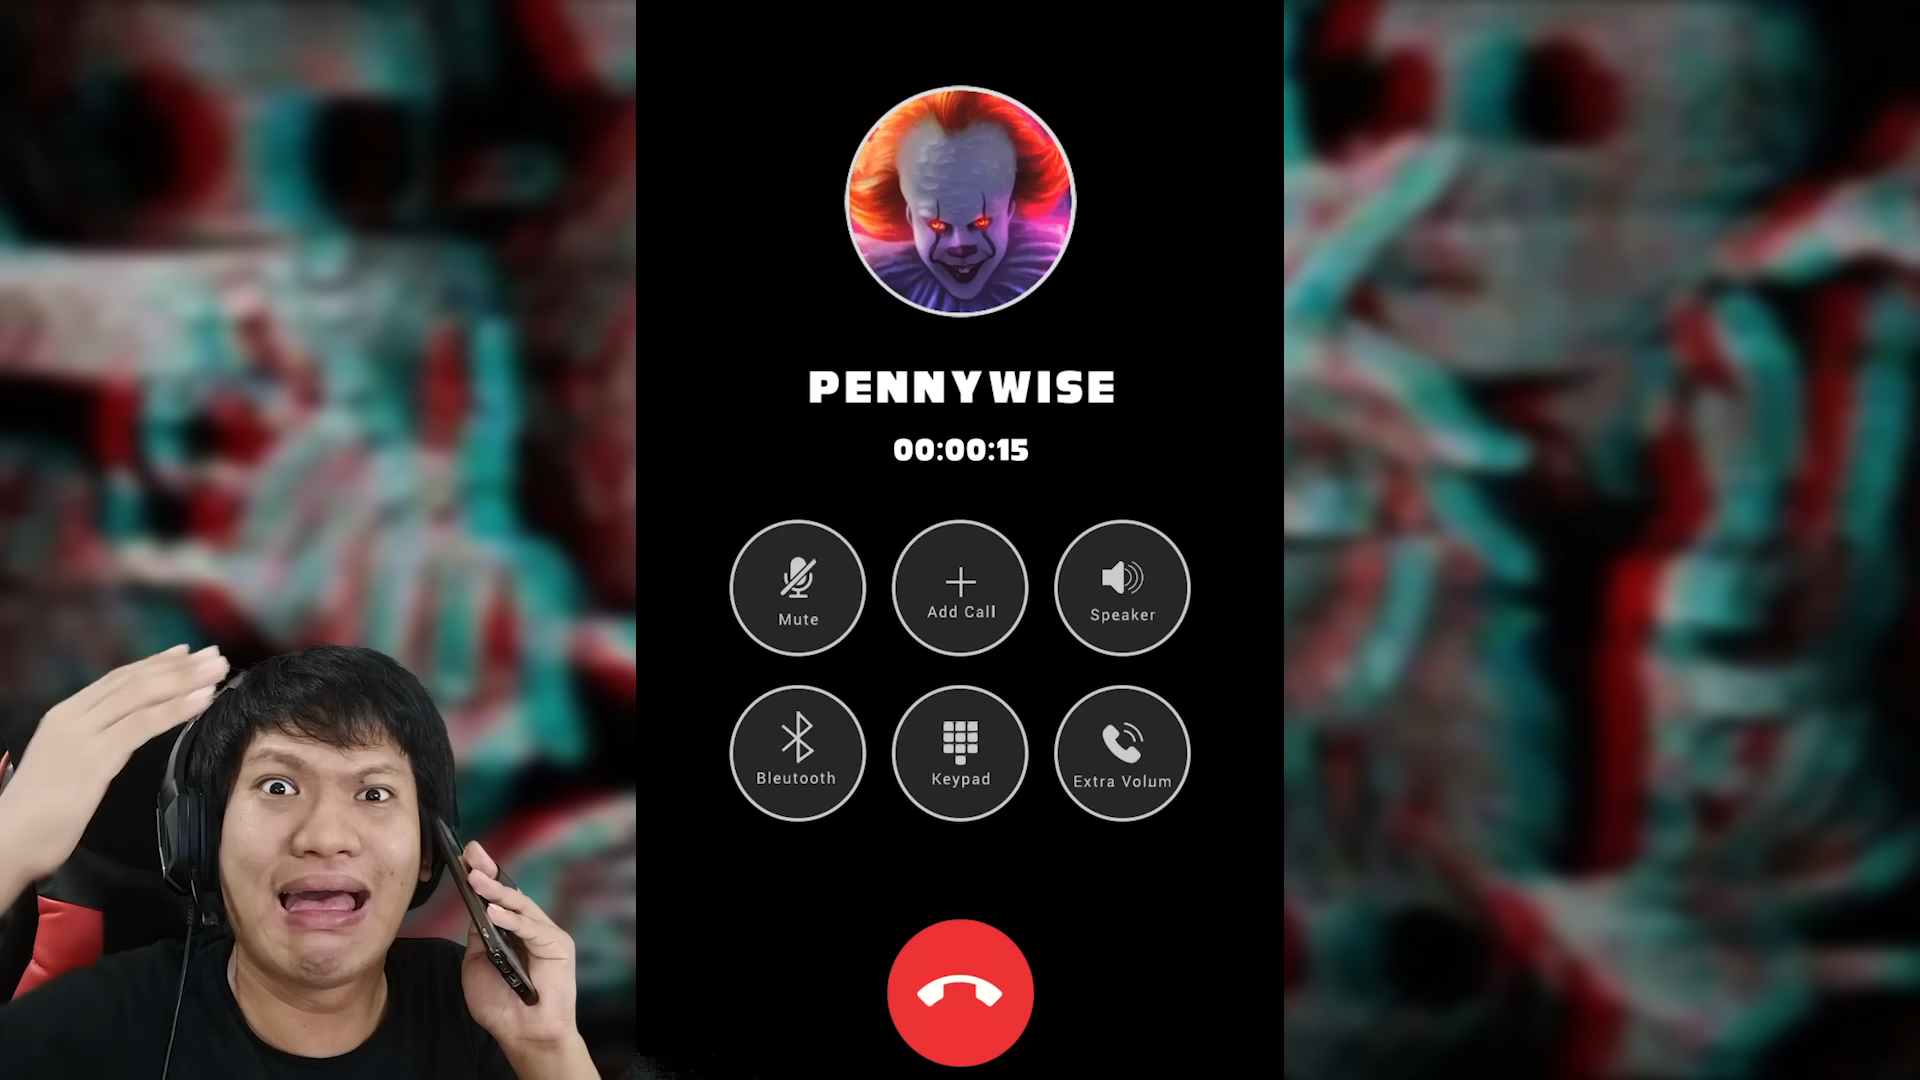 PENNYWISE
00:00:15
Mute
Add Call
Speaker
Bleutooth
Keypad
Extra Volum